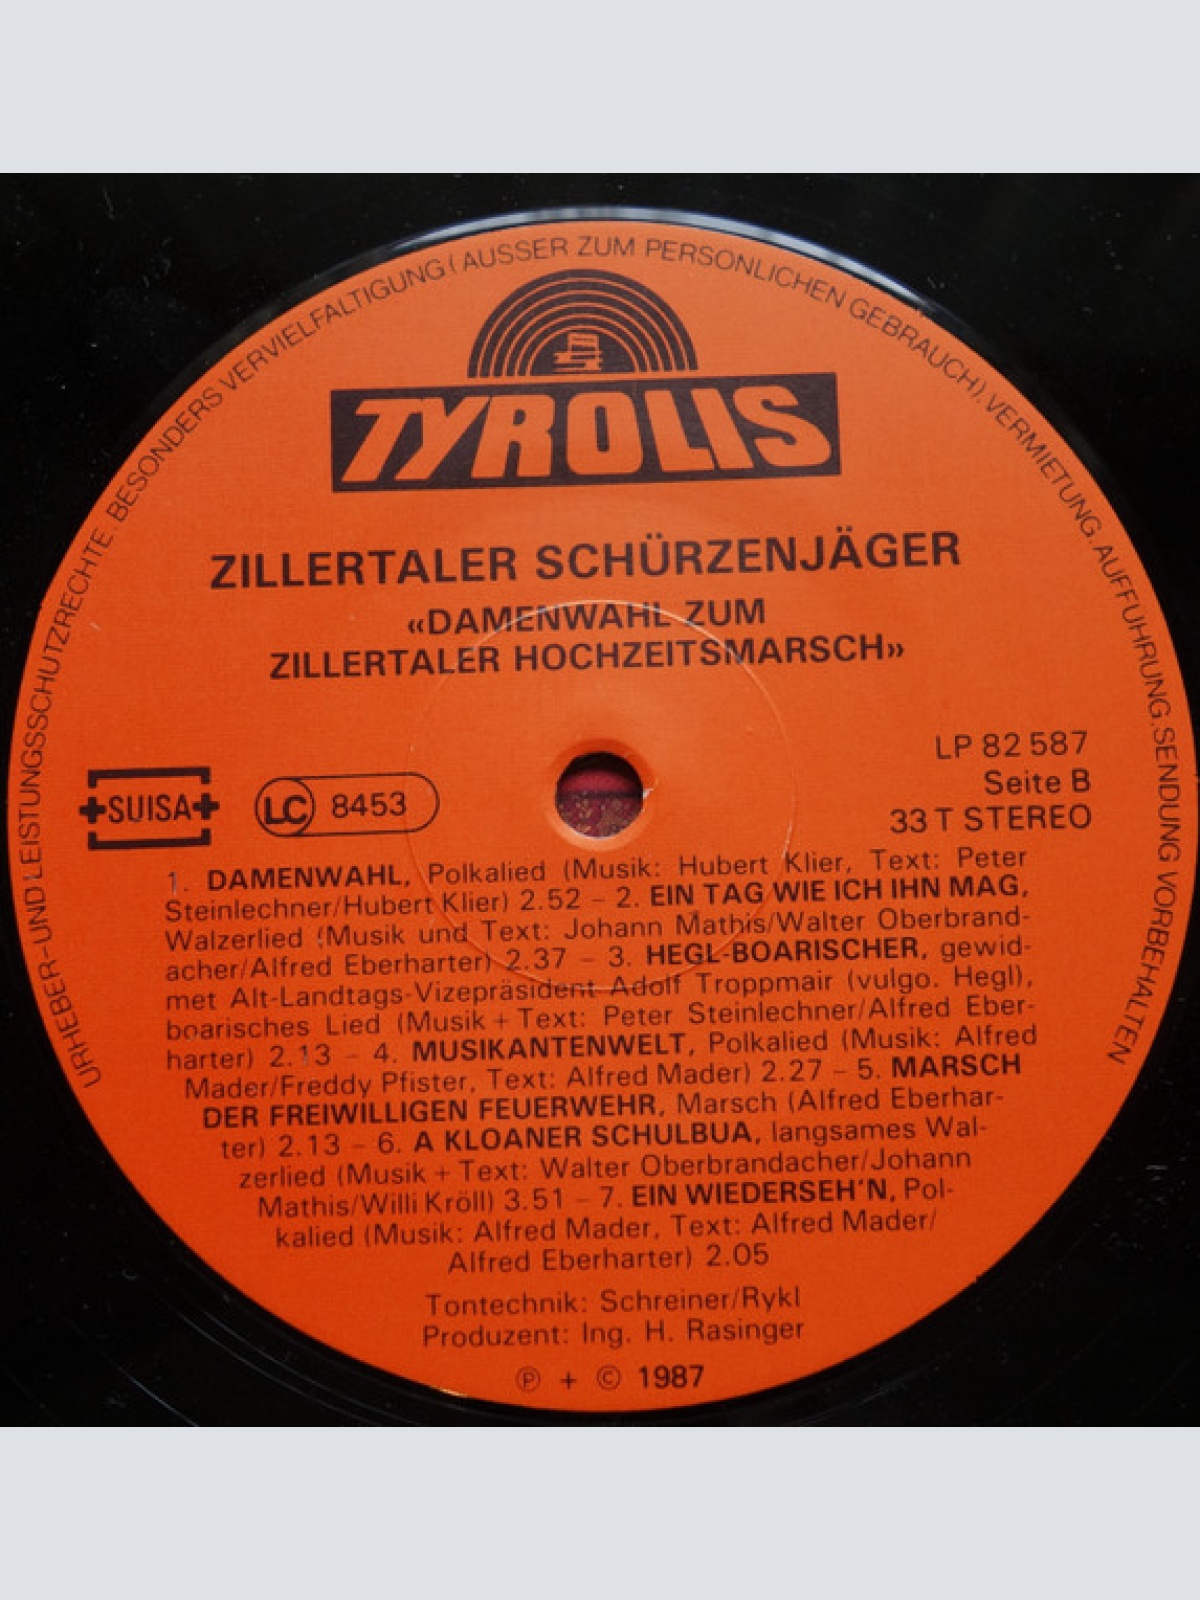 URHEBER-UND LEISTUNGSSCHUTZRECHTE, BESONDERS VERVIELFALTIGUNG (AUSSER ZUM PERSONLICHEN GEBRAUCH), VERMIETUNG, AUFFUHRUNG, SENDUNG VORBEHALTEN
TYROLIS
ZILLERTALER SCHÜRZENJÄGER
«DAMENWAHL ZUM
ZILLERTALER HOCHZEITSMARSCH»
LP 82 587
Seite B
33 T STEREO
SUISA
LC 8453
1. DAMENWAHL, Polkalied (Musik: Hubert Klier, Text: Peter
Steinlechner/Hubert Klier) 2.52 – 2. EIN TAG WIE ICH IHN MAG,
Walzerlied (Musik und Text: Johann Mathis/Walter Oberbrand-
acher/Alfred Eberharter) 2.37 – 3. HEGL-BOARISCHER, gewid-
met Alt-Landtags-Vizepräsident Adolf Troppmair (vulgo. Hegl),
boarisches Lied (Musik + Text: Peter Steinlechner/Alfred Eber-
harter) 2.13 – 4. MUSIKANTENWELT, Polkalied (Musik: Alfred
Mader/Freddy Pfister, Text: Alfred Mader) 2.27 – 5. MARSCH
DER FREIWILLIGEN FEUERWEHR, Marsch (Alfred Eberhar-
ter) 2.13 – 6. A KLOANER SCHULBUA, langsames Wal-
zerlied (Musik + Text: Walter Oberbrandacher/Johann
Mathis/Willi Kröll) 3.51 – 7. EIN WIEDERSEH'N, Pol-
kalied (Musik: Alfred Mader, Text: Alfred Mader/
Alfred Eberharter) 2.05
Tontechnik: Schreiner/Rykl
Produzent: Ing. H. Rasinger
℗ + © 1987